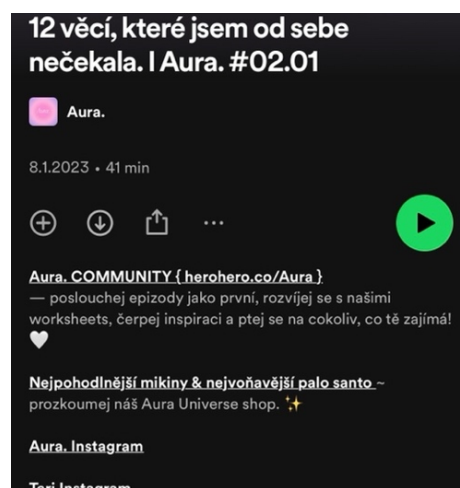 12 věcí, které jsem od sebe
nečekala. I Aura. #02.01
Aura.
8.1.2023 • 41 min
Aura. COMMUNITY { herohero.co/Aura }
— poslouchej epizody jako první, rozvíjej se s našimi
worksheets, čerpej inspiraci a ptej se na cokoliv, co tě zajímá!
🤍
Nejpohodlnější mikiny & nejvoňavější palo santo ~
prozkoumej náš Aura Universe shop. ✨
Aura. Instagram
Teri Instagram